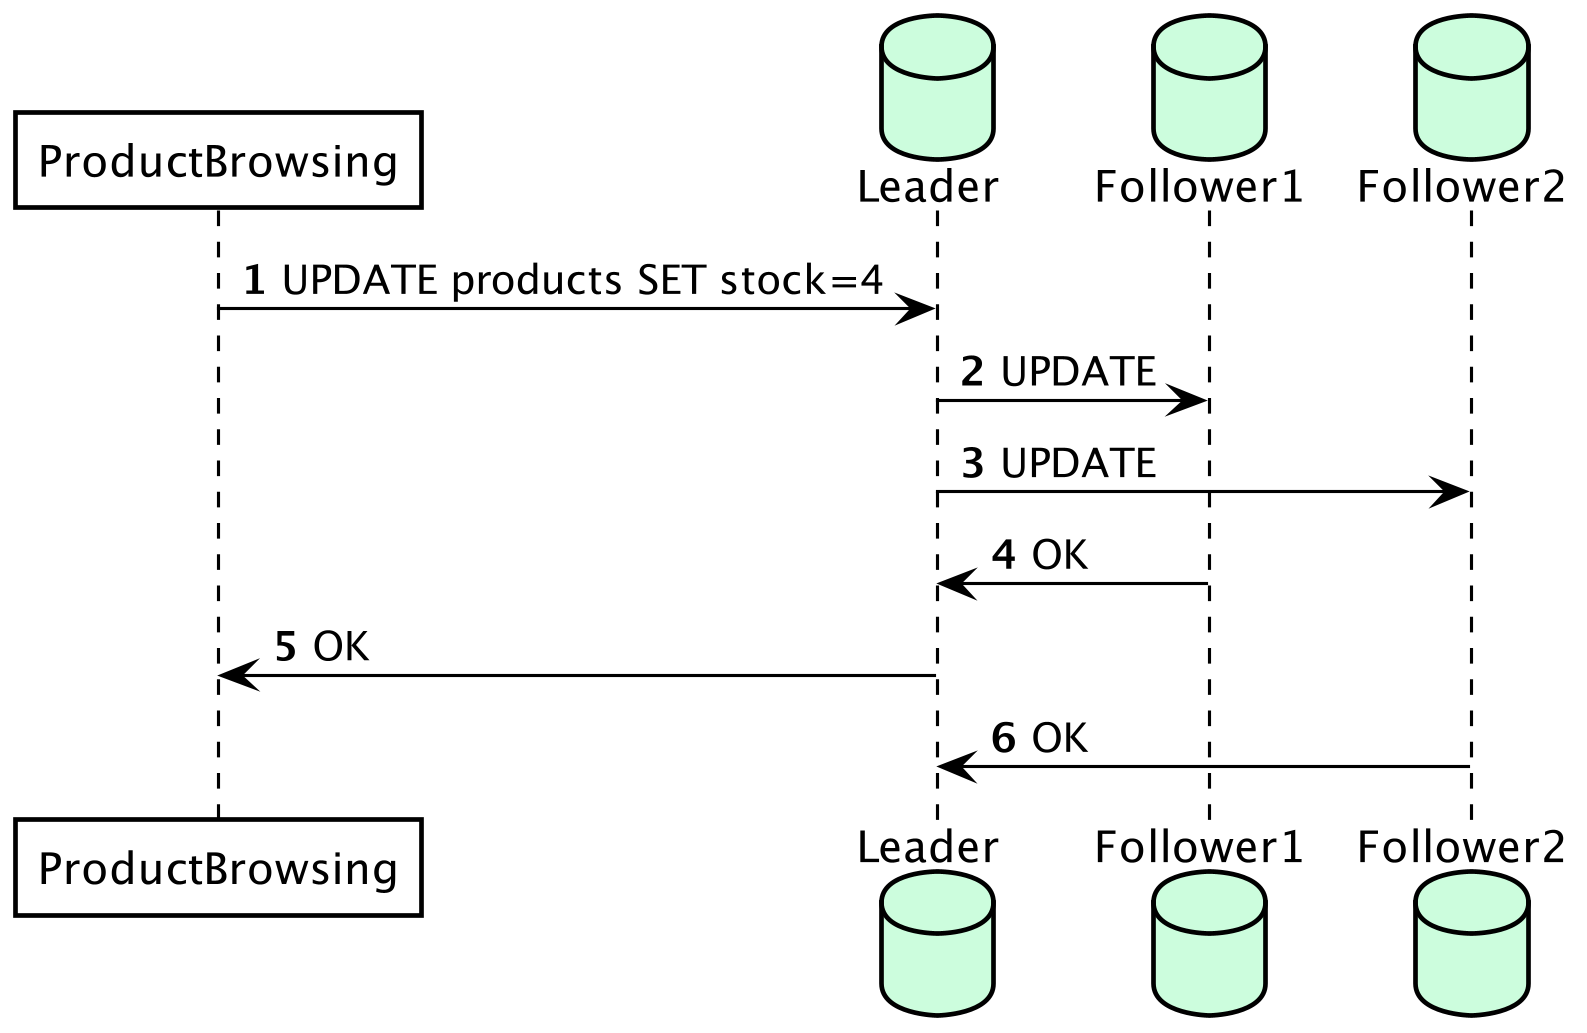 ProductBrowsing
Leader
Follower1
Follower2
1 UPDATE products SET stock=4
2 UPDATE
3 UPDATE
4 OK
5 OK
6 OK
ProductBrowsing
Leader
Follower1
Follower2